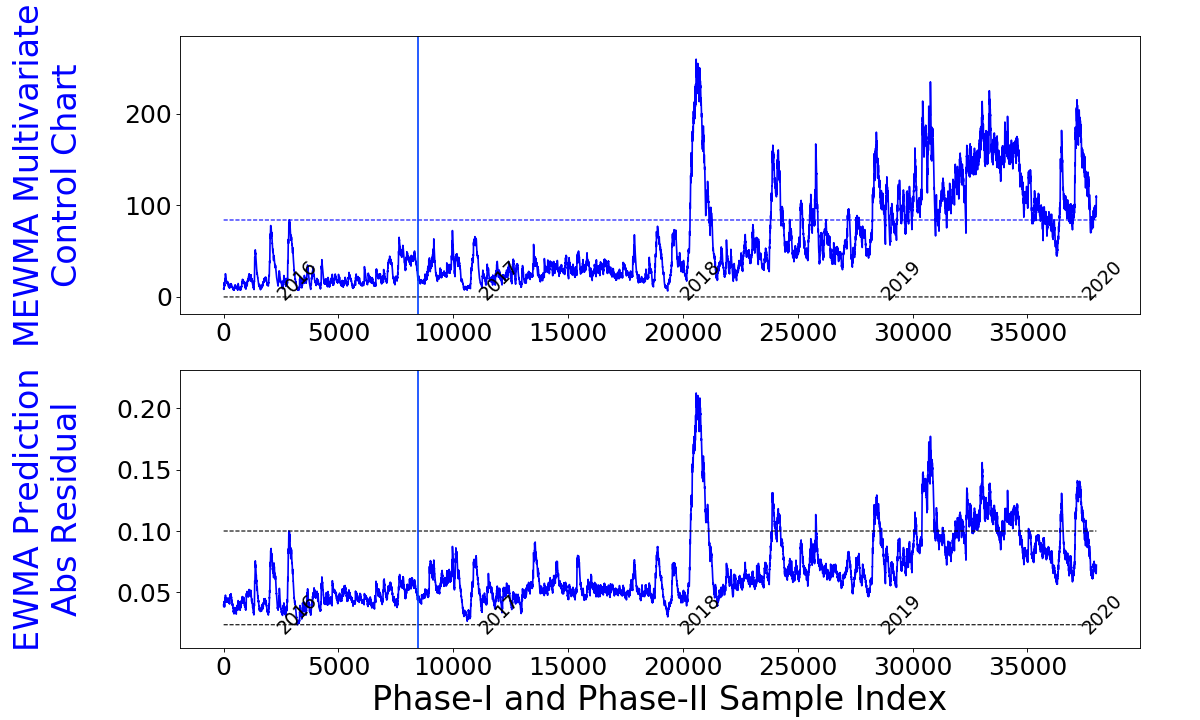 MEWMA Multivariate
Control Chart
200
100
0
2016
2017
2018
2019
2020
0 5000 10000 15000 20000 25000 30000 35000
EWMA Prediction
Abs Residual
0.20
0.15
0.10
0.05
2016
2017
2018
2019
2020
0 5000 10000 15000 20000 25000 30000 35000
Phase-I and Phase-II Sample Index